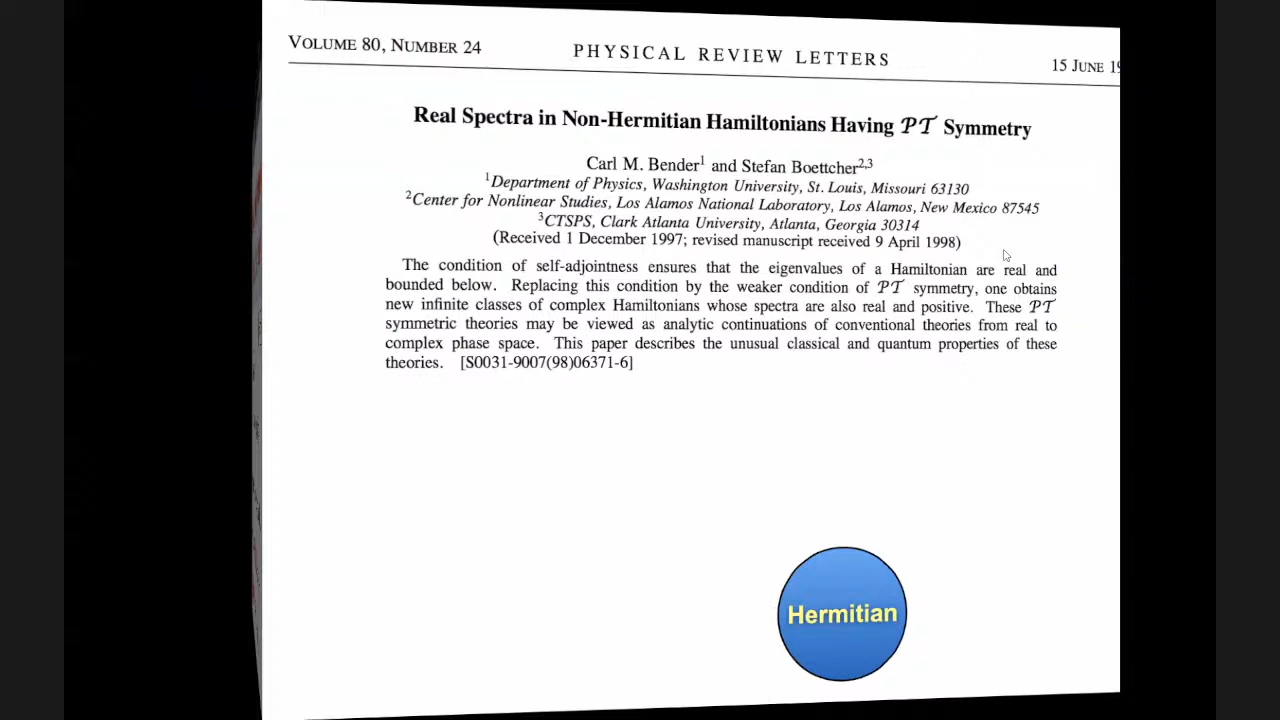 VOLUME 80, NUMBER 24
PHYSICAL REVIEW LETTERS
15 JUNE
Real Spectra in Non-Hermitian Hamiltonians Having 𝒫𝒯 Symmetry
Carl M. Bender¹ and Stefan Boettcher²,³
¹Department of Physics, Washington University, St. Louis, Missouri 63130
²Center for Nonlinear Studies, Los Alamos National Laboratory, Los Alamos, New Mexico 87545
³CTSPS, Clark Atlanta University, Atlanta, Georgia 30314
(Received 1 December 1997; revised manuscript received 9 April 1998)
The condition of self-adjointness ensures that the eigenvalues of a Hamiltonian are real and
bounded below. Replacing this condition by the weaker condition of 𝒫𝒯 symmetry, one obtains
new infinite classes of complex Hamiltonians whose spectra are also real and positive. These 𝒫𝒯
symmetric theories may be viewed as analytic continuations of conventional theories from real to
complex phase space. This paper describes the unusual classical and quantum properties of these
theories. [S0031-9007(98)06371-6]
Hermitian